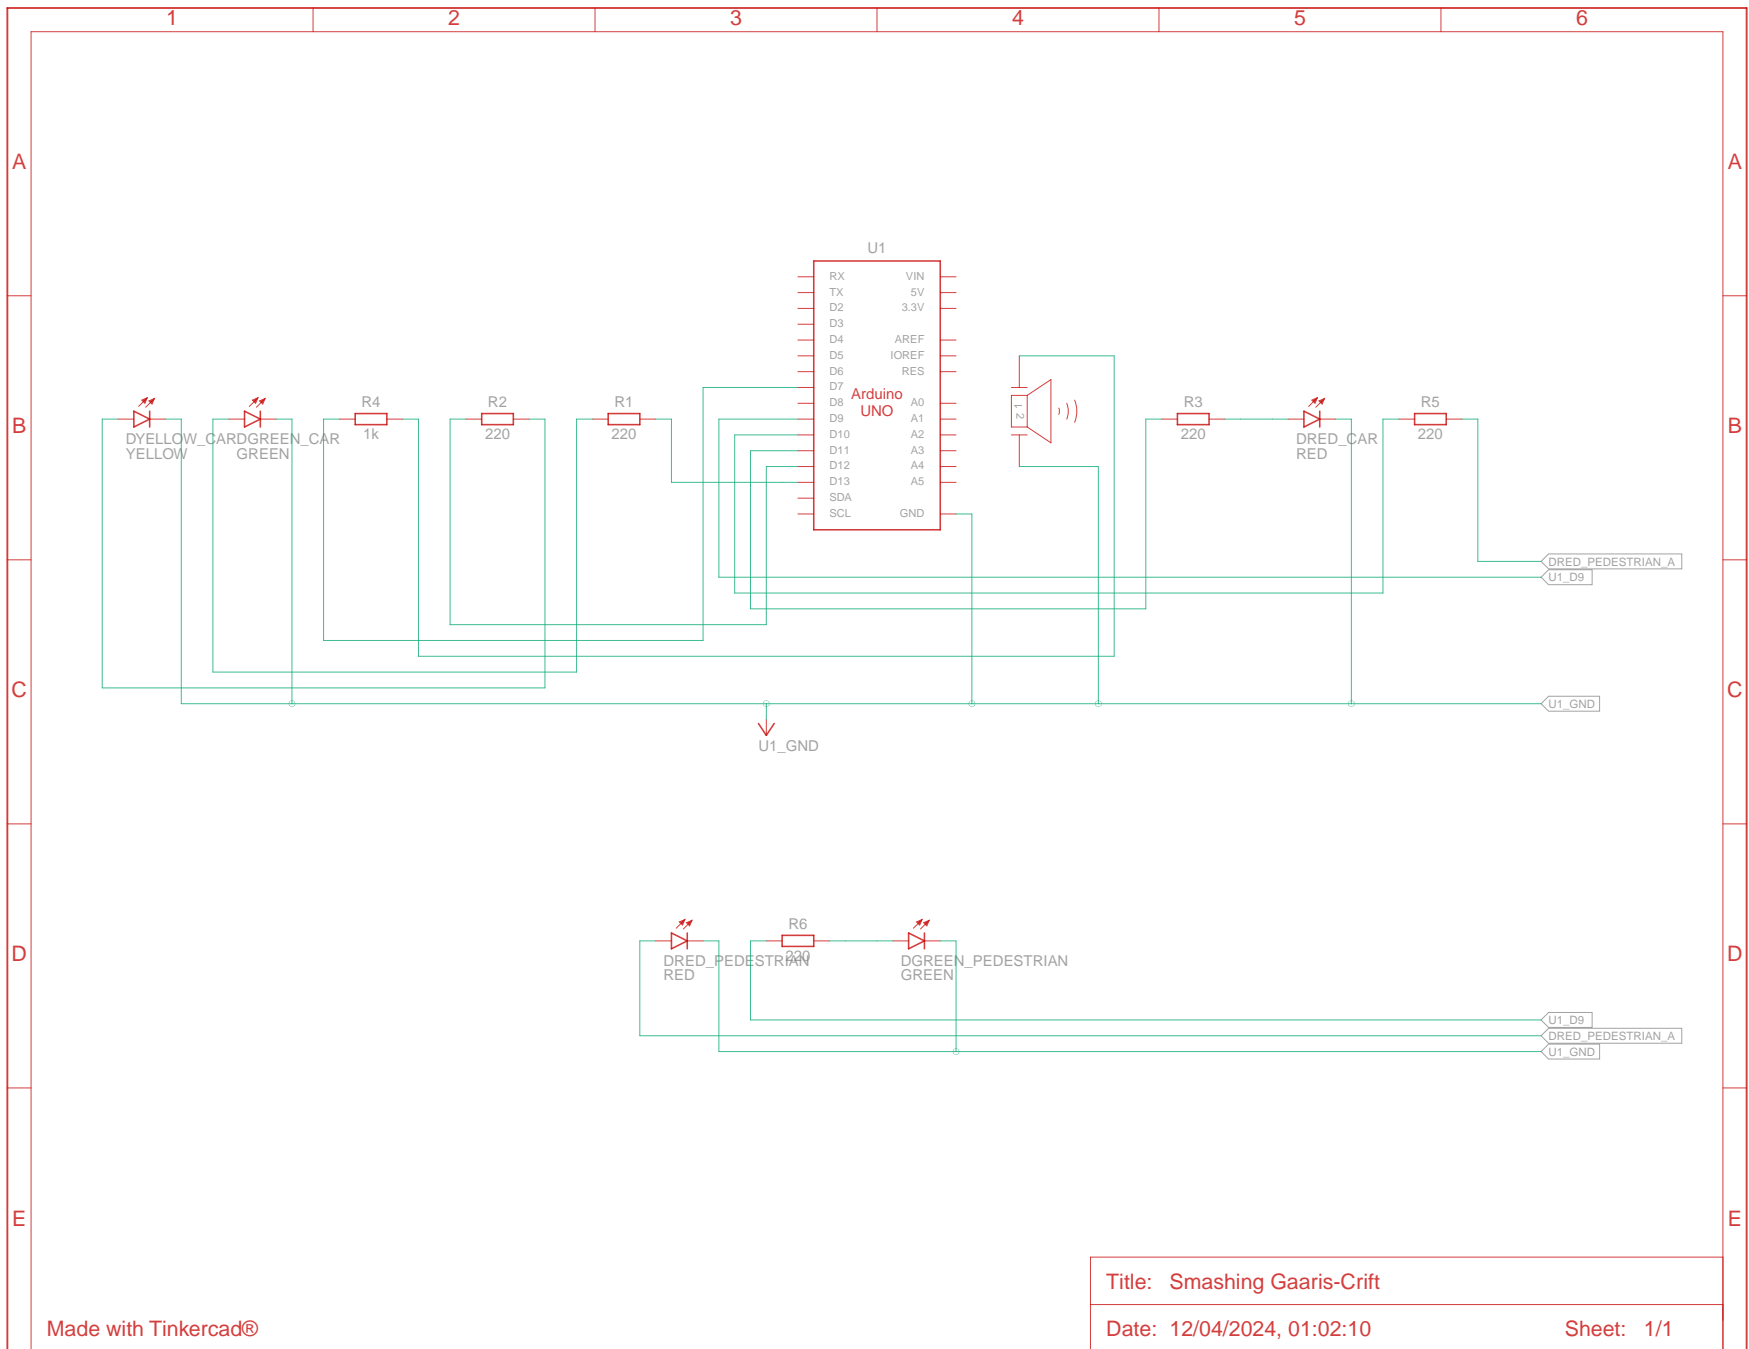 1 2 3 4 5 6
A A
U1
RX VIN
TX 5V
D2 3.3V
D3
D4 AREF
D5 IOREF
D6 RES
D7
Arduino
UNO
D8 A0
D9 A1
D10 A2
D11 A3
D12 A4
D13 A5
SDA
SCL GND
1 2
B B
DYELLOW_CAR
YELLOW
DGREEN_CAR
GREEN
R4
1k
R2
220
R1
220
R3
220
DRED_CAR
RED
R5
220
DRED_PEDESTRIAN_A
U1_D9
C C
U1_GND
U1_GND
D D
DRED_PEDESTRIAN
RED
R6
220
DGREEN_PEDESTRIAN
GREEN
U1_D9
DRED_PEDESTRIAN_A
U1_GND
E E
Title: Smashing Gaaris-Crift
Made with Tinkercad®
Date: 12/04/2024, 01:02:10 Sheet: 1/1